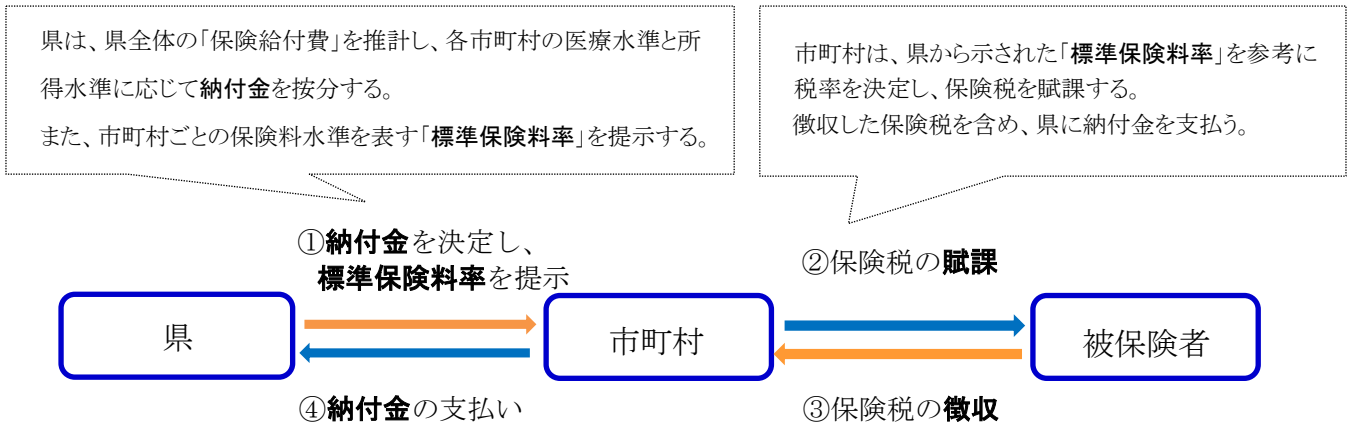 県は、県全体の「保険給付費」を推計し、各市町村の医療水準と所
得水準に応じて納付金を按分する。
また、市町村ごとの保険料水準を表す「標準保険料率」を提示する。
市町村は、県から示された「標準保険料率」を参考に
税率を決定し、保険税を賦課する。
徴収した保険税を含め、県に納付金を支払う。
①納付金を決定し、
標準保険料率を提示
②保険税の賦課
県
市町村
被保険者
④納付金の支払い
③保険税の徴収